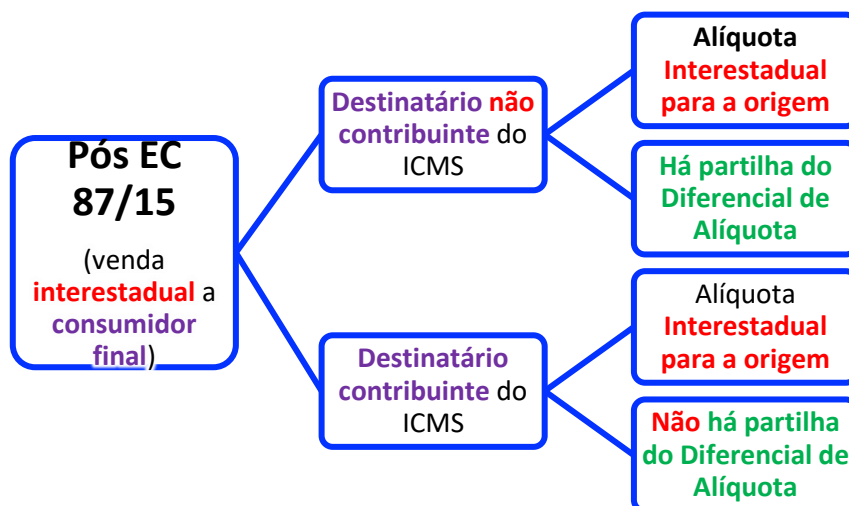 Pós EC
87/15
(venda
interestadual a
consumidor
final)
Destinatário não
contribuinte do
ICMS
Alíquota
Interestadual
para a origem
Há partilha do
Diferencial de
Alíquota
Destinatário
contribuinte do
ICMS
Alíquota
Interestadual
para a origem
Não há partilha
do Diferencial de
Alíquota